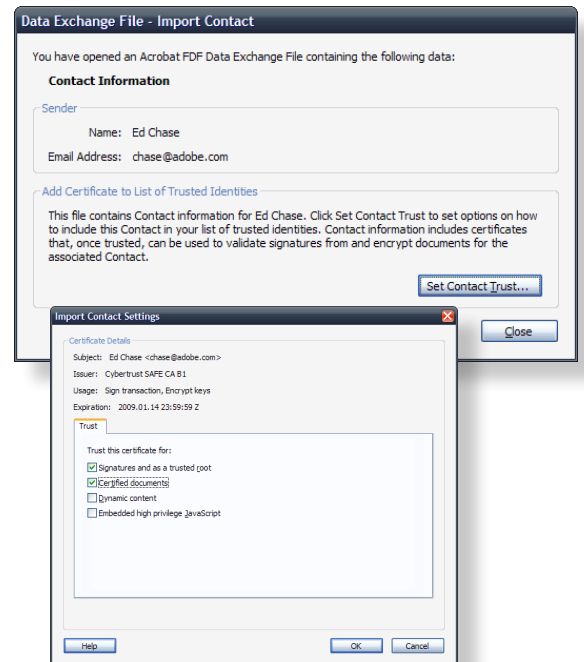 Data Exchange File - Import Contact
You have opened an Acrobat FDF Data Exchange File containing the following data:
Contact Information
Sender
Name: Ed Chase
Email Address: chase@adobe.com
Add Certificate to List of Trusted Identities
This file contains Contact information for Ed Chase. Click Set Contact Trust to set options on how
to include this Contact in your list of trusted identities. Contact information includes certificates
that, once trusted, can be used to validate signatures from and encrypt documents for the
associated Contact.
Set Contact Trust...
Close
Import Contact Settings
Certificate Details
Subject: Ed Chase <chase@adobe.com>
Issuer: Cybertrust SAFE CA B1
Usage: Sign transaction, Encrypt keys
Expiration: 2009.01.14 23:59:59 Z
Trust
Trust this certificate for:
Signatures and as a trusted root
Certified documents
Dynamic content
Embedded high privilege JavaScript
Help OK Cancel